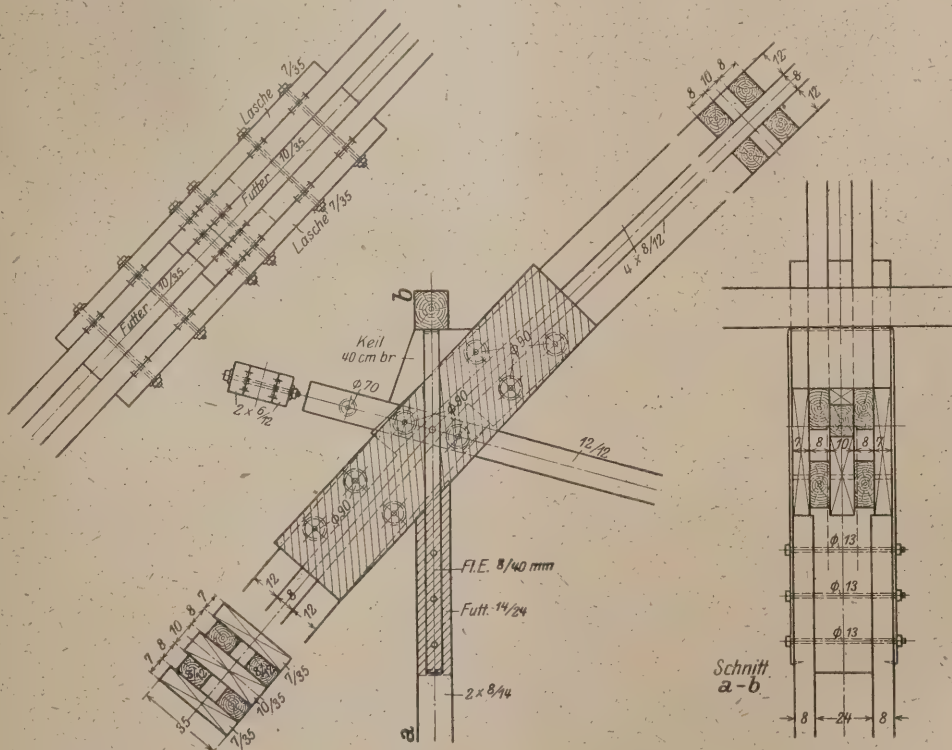 7/35
Lasche
Futter 10/35
7/35
Lasche
Futter 10/35
8 10 8
12
8
12
4 × 8/12
b
Keil
40 cm br
Φ 70
2 × 6/12
Φ 90
Φ 90
Φ 90
12/12
Fl.E. 8/40 mm
Futt. 14/24
2 × 8/14
a
12
8
12
7 8 10 8 7
35
7/35
10/35
7/35
7 8 10 8 7
Φ 13
Φ 13
Φ 13
Schnitt
a-b
8 24 8